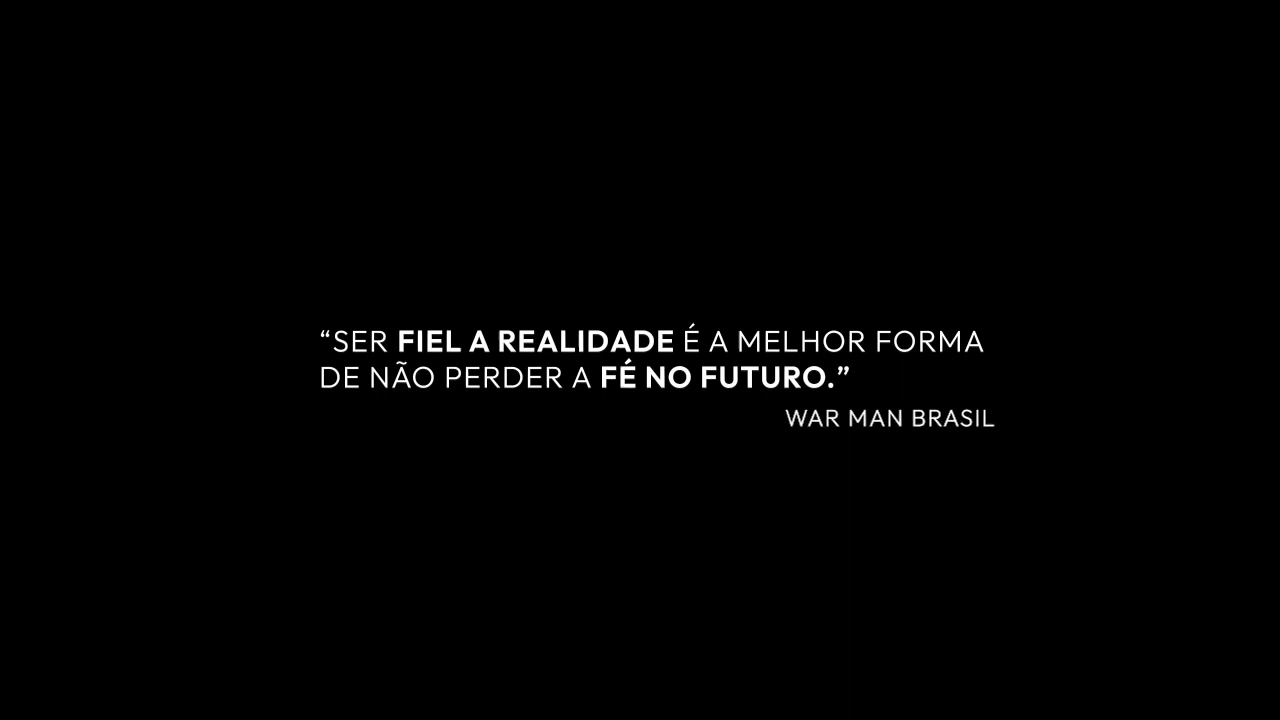 “SER FIEL A REALIDADE É A MELHOR FORMA
DE NÃO PERDER A FÉ NO FUTURO.”
WAR MAN BRASIL